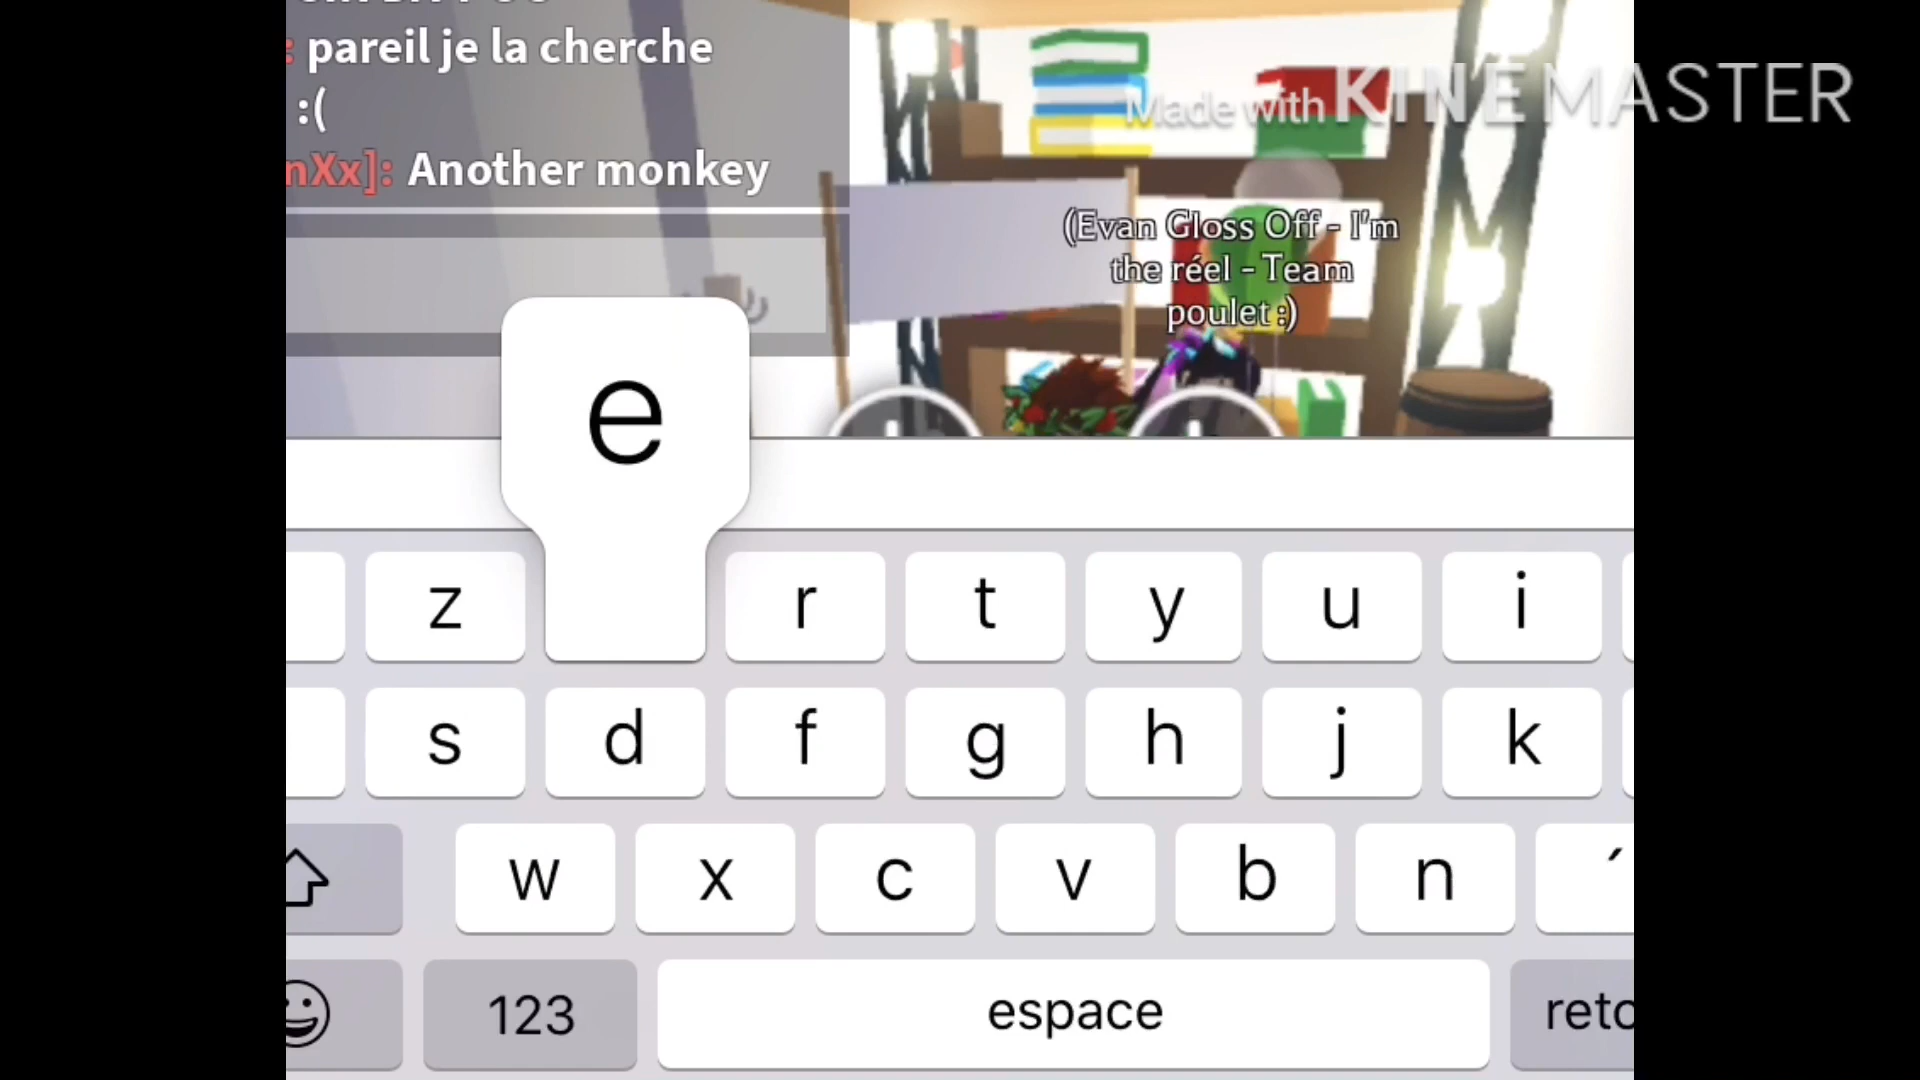 : pareil je la cherche
:(
nXx]: Another monkey
Made with KINEMASTER
(Evan Gloss Off - I'm
the réel - Team
poulet :)
e
z r t y u i
s d f g h j k
w x c v b n ´
123 espace reto